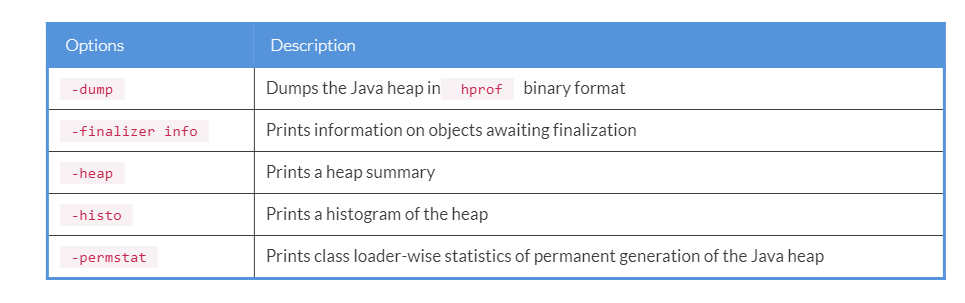 Options Description
-dump Dumps the Java heap in hprof binary format
-finalizer info Prints information on objects awaiting finalization
-heap Prints a heap summary
-histo Prints a histogram of the heap
-permstat Prints class loader-wise statistics of permanent generation of the Java heap